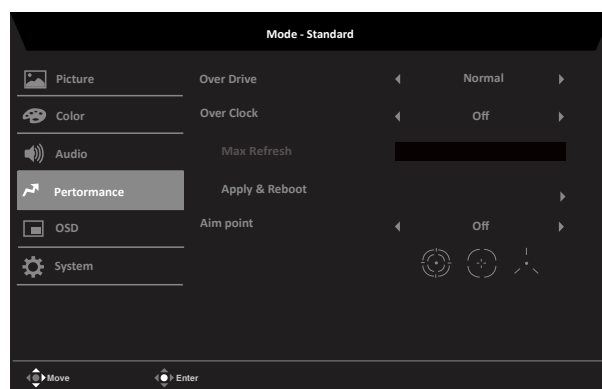 Mode - Standard
Picture
Over Drive Normal
Color
Over Clock Off
Audio
Max Refresh
Pertormance
Apply & Reboot
OSD
Aim point Off
System
Move Enter